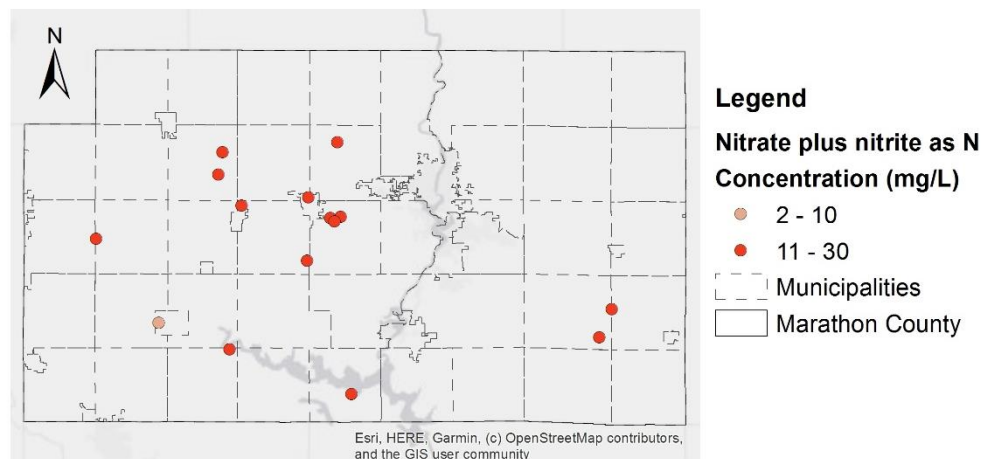 N
Legend
Nitrate plus nitrite as N
Concentration (mg/L)
2 - 10
11 - 30
Municipalities
Marathon County
Esri, HERE, Garmin, (c) OpenStreetMap contributors,
and the GIS user community